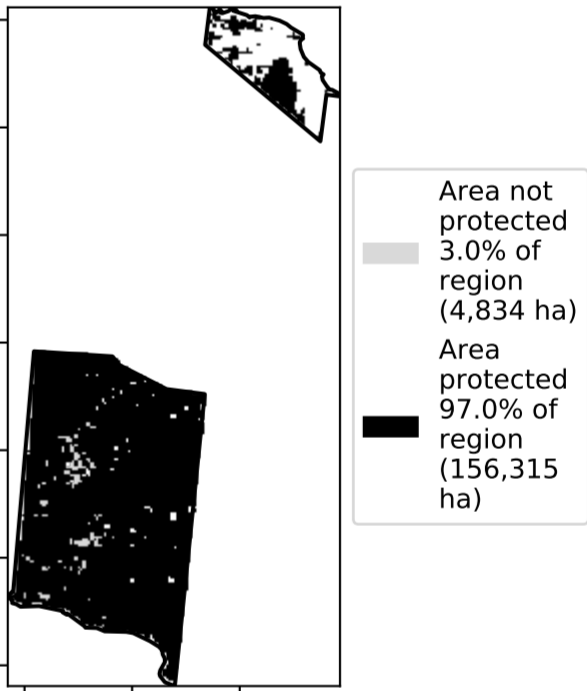 Area not
protected
3.0% of
region
(4,834 ha)
Area
protected
97.0% of
region
(156,315
ha)